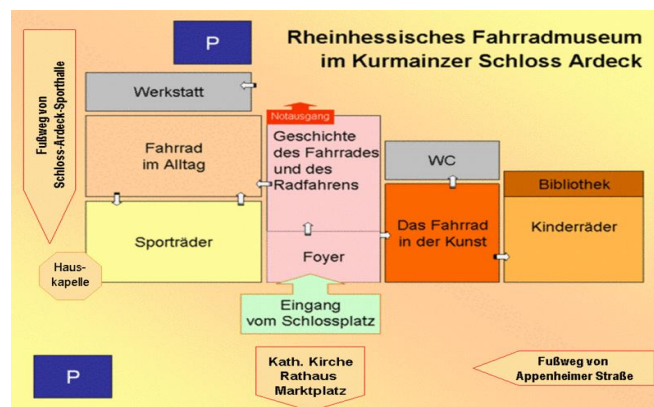 P
Rheinhessisches Fahrradmuseum
im Kurmainzer Schloss Ardeck
Fußweg von
Schloss-Ardeck-Sporthalle
Werkstatt
Notausgang
Fahrrad
im Alltag
Geschichte
des Fahrrades
und des
Radfahrens
WC
Bibliothek
Sporträder
Foyer
Das Fahrrad
in der Kunst
Kinderräder
Haus-
kapelle
Eingang
vom Schlossplatz
P
Kath. Kirche
Rathaus
Marktplatz
Fußweg von
Appenheimer Straße